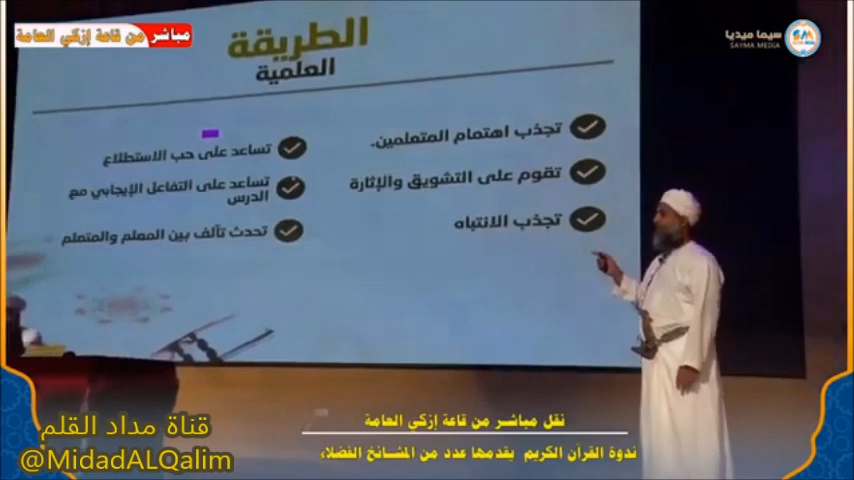 مباشر من قاعة إزكي العامة
سيما ميديا
SAYMA MEDIA
الطريقة
العلمية
تجذب اهتمام المتعلمين.
تقوم على التشويق والإثارة
تجذب الانتباه
تساعد على حب الاستطلاع
تساعد على التفاعل الإيجابي مع
الدرس
تحدث تآلف بين المعلم والمتعلم
نقل مباشر من قاعة إزكي العامة
ندوة القرآن الكريم يقدمها عدد من المشائخ الفضلاء
قناة مداد القلم
@MidadALQalim